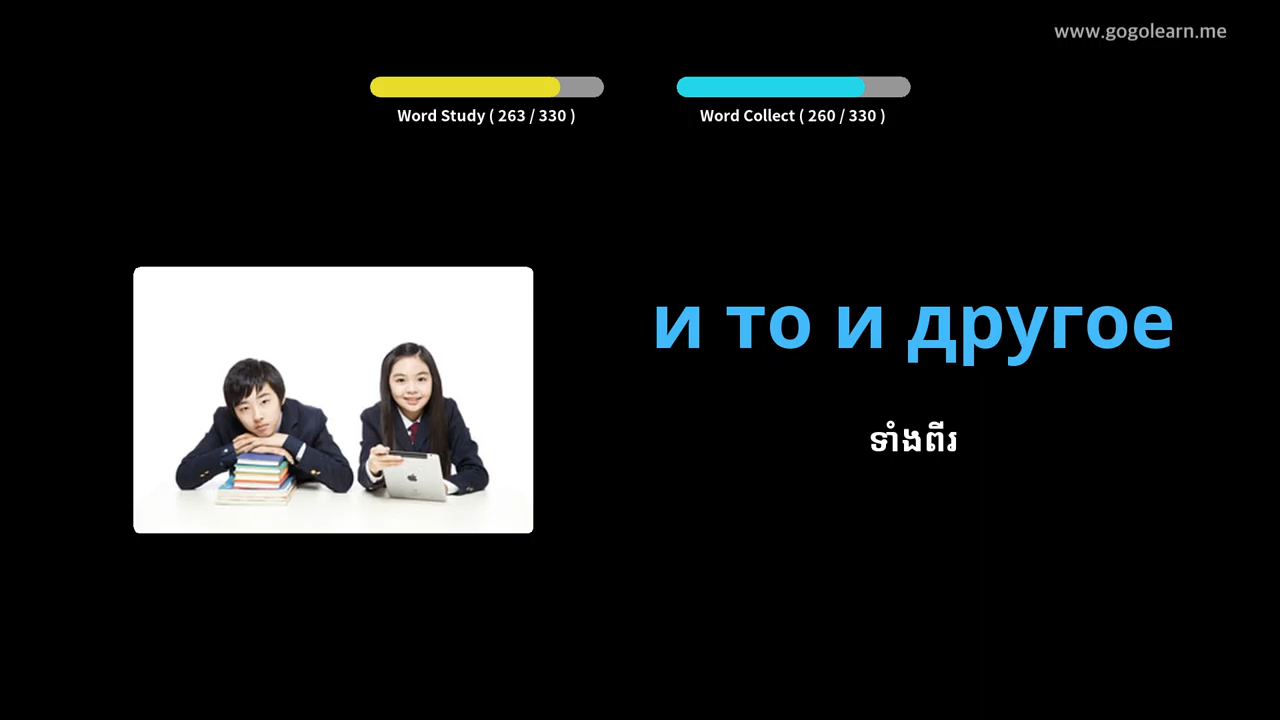 www.gogolearn.me
Word Study ( 263 / 330 )
Word Collect ( 260 / 330 )
и то и другое
ទាំងពីរ